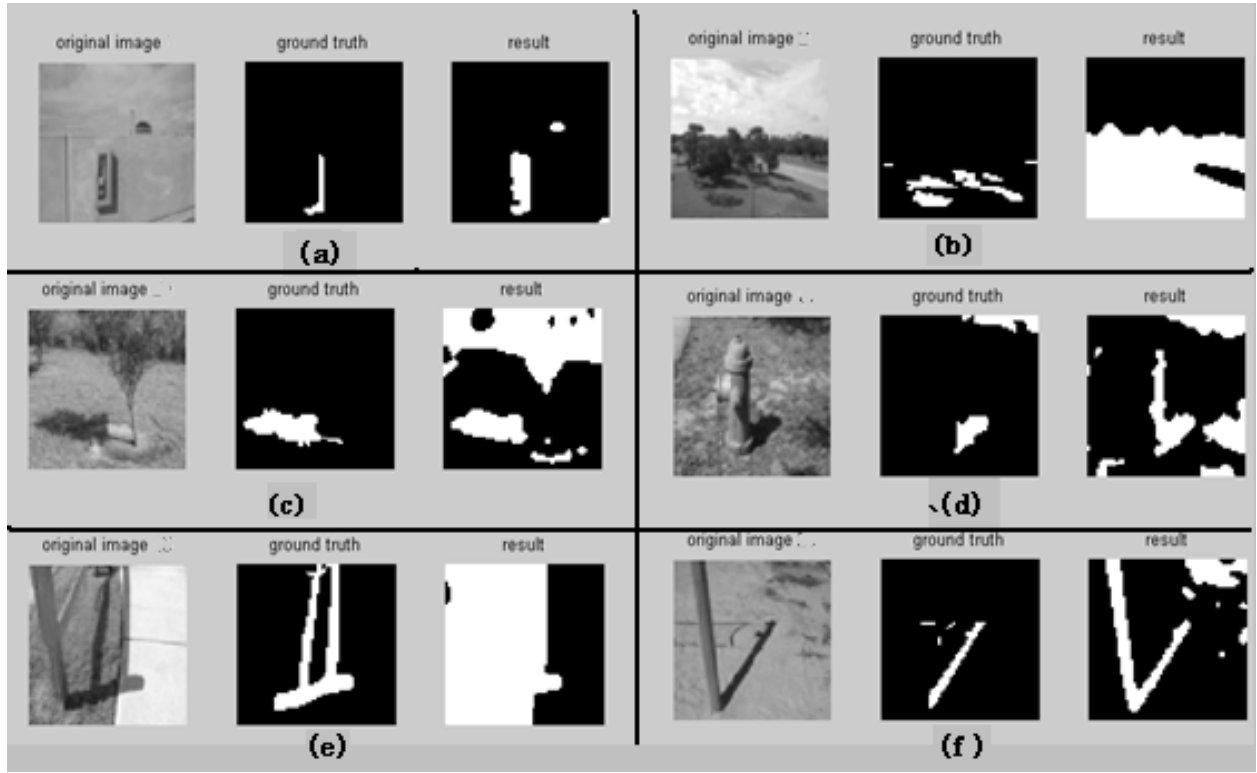 original image ground truth result
(a)
original image ground truth result
(b)
original image ground truth result
(c)
original image ground truth result
(d)
original image ground truth result
(e)
original image ground truth result
(f)